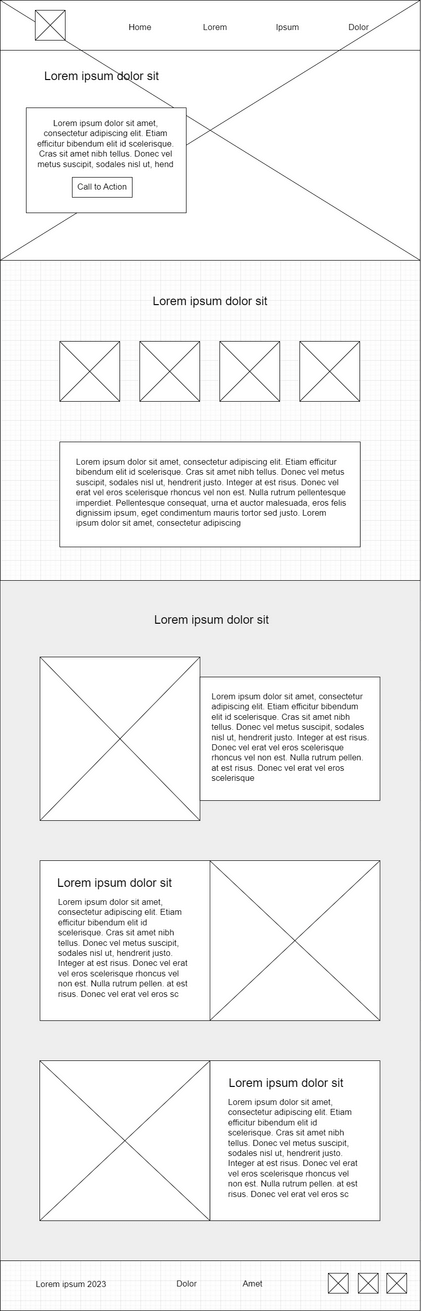 Home Lorem Ipsum Dolor
Lorem ipsum dolor sit
Lorem ipsum dolor sit amet,
consectetur adipiscing elit. Etiam
efficitur bibendum elit id scelerisque.
Cras sit amet nibh tellus. Donec vel
metus suscipit, sodales nisl ut, hend
Call to Action
Lorem ipsum dolor sit
Lorem ipsum dolor sit amet, consectetur adipiscing elit. Etiam efficitur
bibendum elit id scelerisque. Cras sit amet nibh tellus. Donec vel metus
suscipit, sodales nisl ut, hendrerit justo. Integer at est risus. Donec vel
erat vel eros scelerisque rhoncus vel non est. Nulla rutrum pellentesque
imperdiet. Pellentesque consequat, urna et auctor malesuada, eros felis
dignissim ipsum, eget condimentum mauris tortor sed justo. Lorem
ipsum dolor sit amet, consectetur adipiscing
Lorem ipsum dolor sit
Lorem ipsum dolor sit amet, consectetur
adipiscing elit. Etiam efficitur bibendum
elit id scelerisque. Cras sit amet nibh
tellus. Donec vel metus suscipit, sodales
nisl ut, hendrerit justo. Integer at est risus.
Donec vel erat vel eros scelerisque
rhoncus vel non est. Nulla rutrum pellen.
at est risus. Donec vel erat vel eros
scelerisque
Lorem ipsum dolor sit
Lorem ipsum dolor sit amet,
consectetur adipiscing elit. Etiam
efficitur bibendum elit id
scelerisque. Cras sit amet nibh
tellus. Donec vel metus suscipit,
sodales nisl ut, hendrerit justo.
Integer at est risus. Donec vel erat
vel eros scelerisque rhoncus vel
non est. Nulla rutrum pellen. at est
risus. Donec vel erat vel eros sc
Lorem ipsum dolor sit
Lorem ipsum dolor sit amet,
consectetur adipiscing elit. Etiam
efficitur bibendum elit id
scelerisque. Cras sit amet nibh
tellus. Donec vel metus suscipit,
sodales nisl ut, hendrerit justo.
Integer at est risus. Donec vel erat
vel eros scelerisque rhoncus vel
non est. Nulla rutrum pellen. at est
risus. Donec vel erat vel eros sc
Lorem ipsum 2023 Dolor Amet